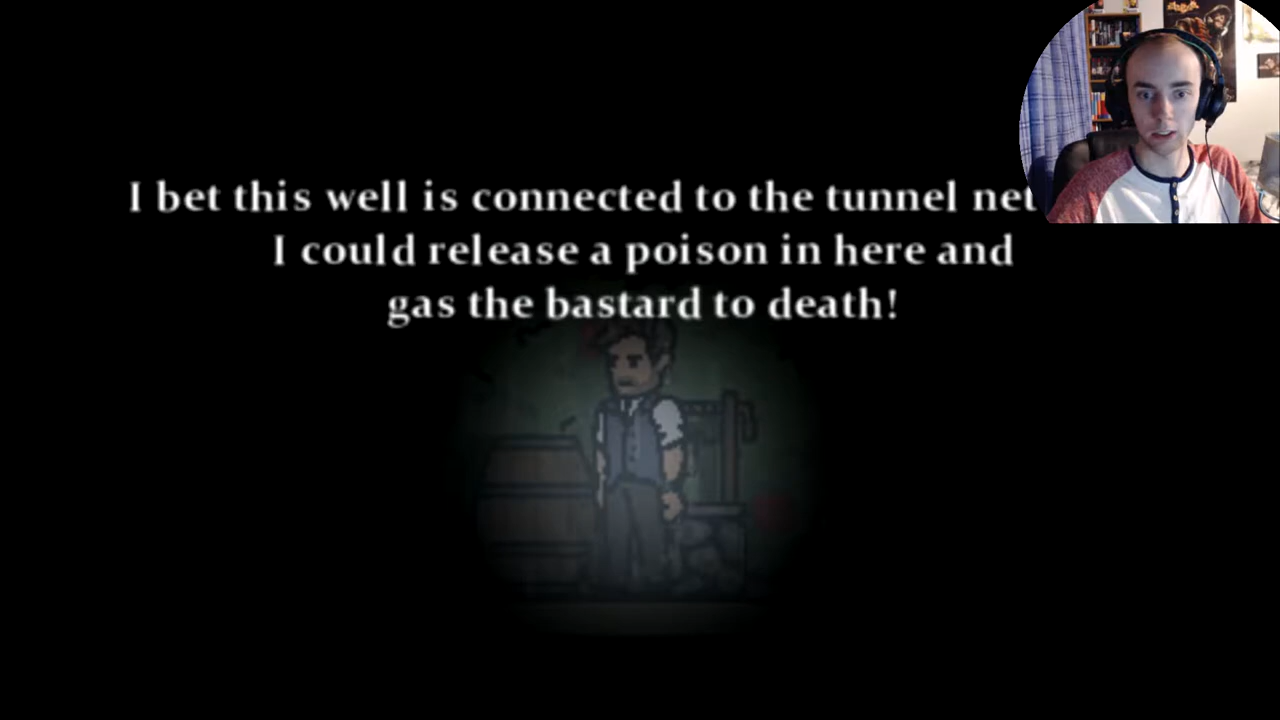 I bet this well is connected to the tunnel net
I could release a poison in here and
gas the bastard to death!